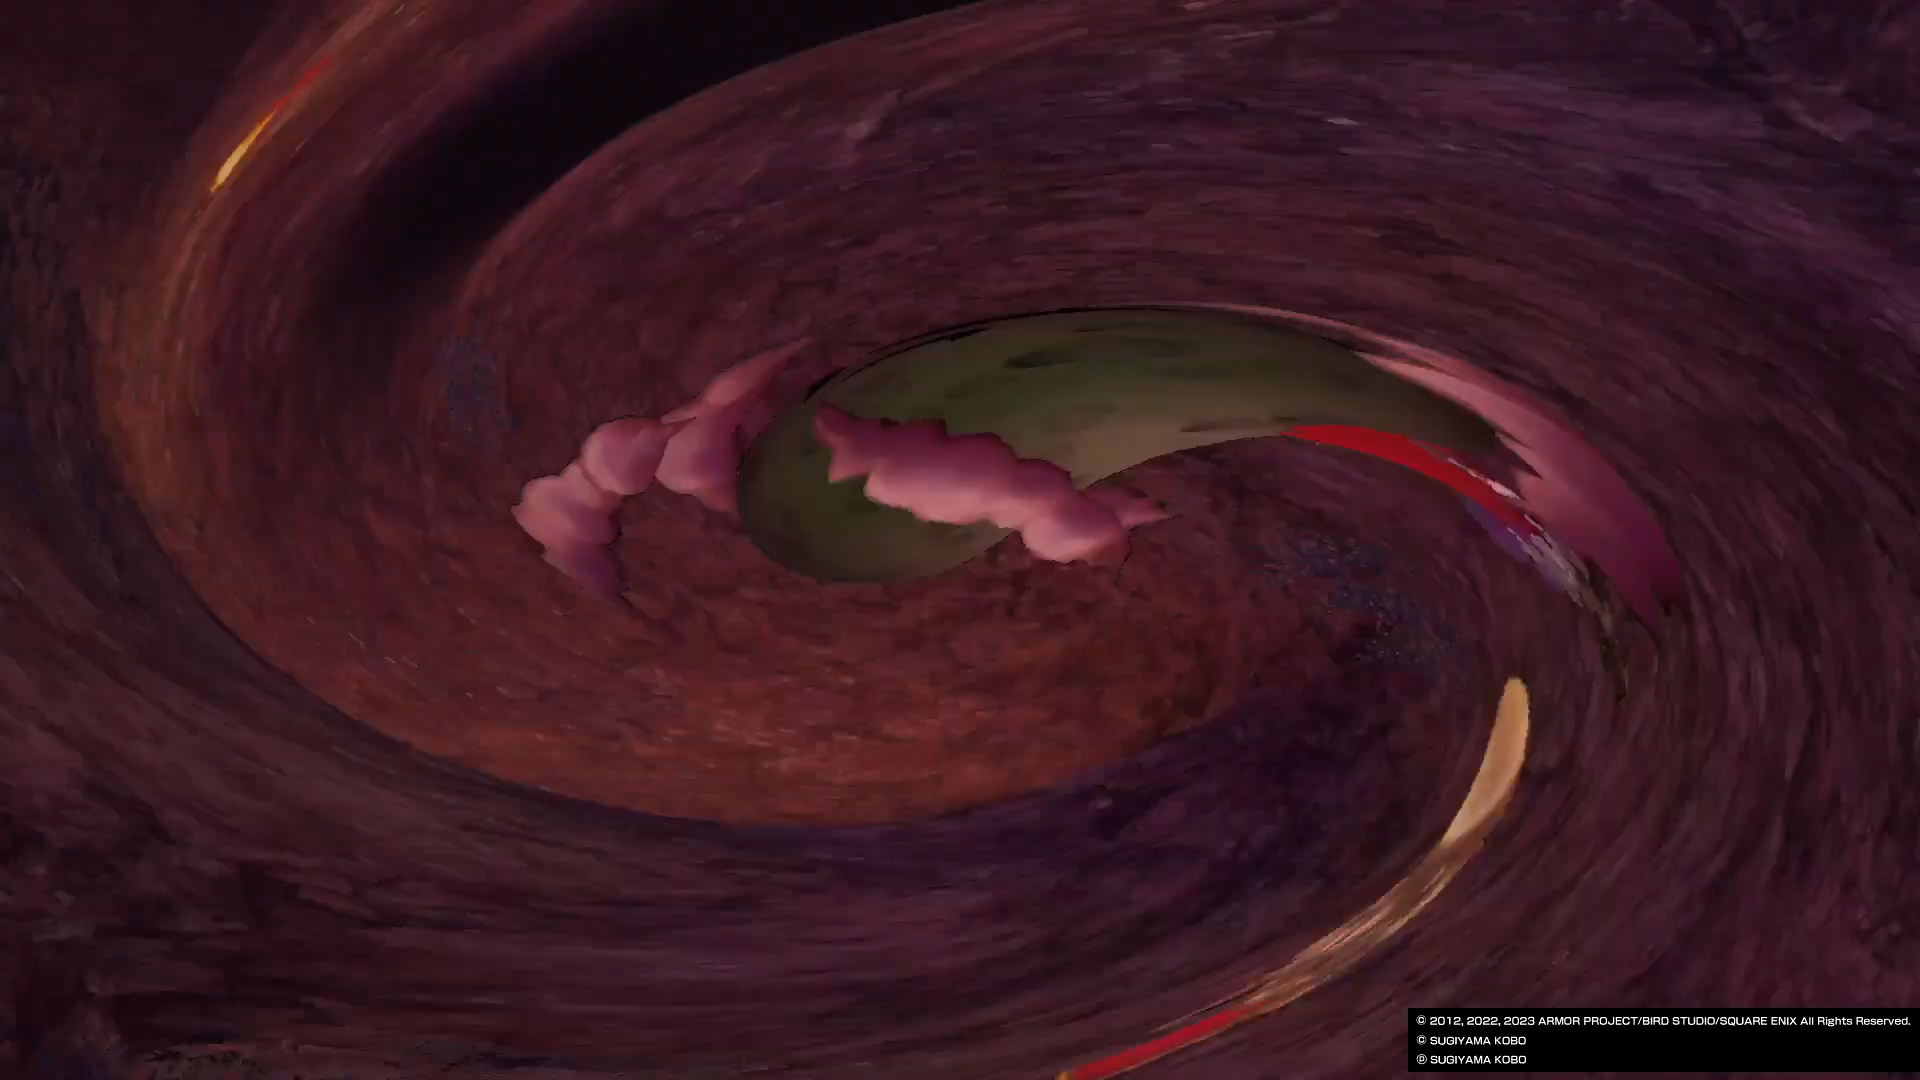 © 2012, 2022, 2023 ARMOR PROJECT/BIRD STUDIO/SQUARE ENIX All Rights Reserved.
© SUGIYAMA KOBO
℗ SUGIYAMA KOBO